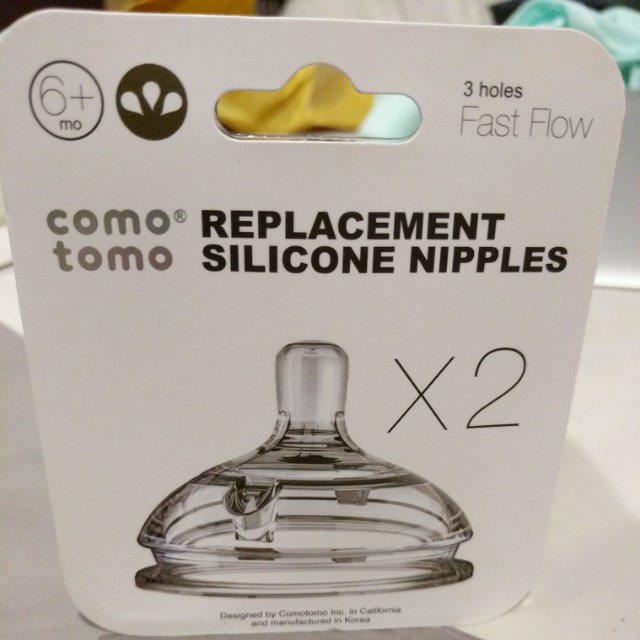 6+
mo
3 holes
Fast Flow
como®
tomo
REPLACEMENT
SILICONE NIPPLES
X2
Designed by Comotomo Inc. in California
and manufactured in Korea